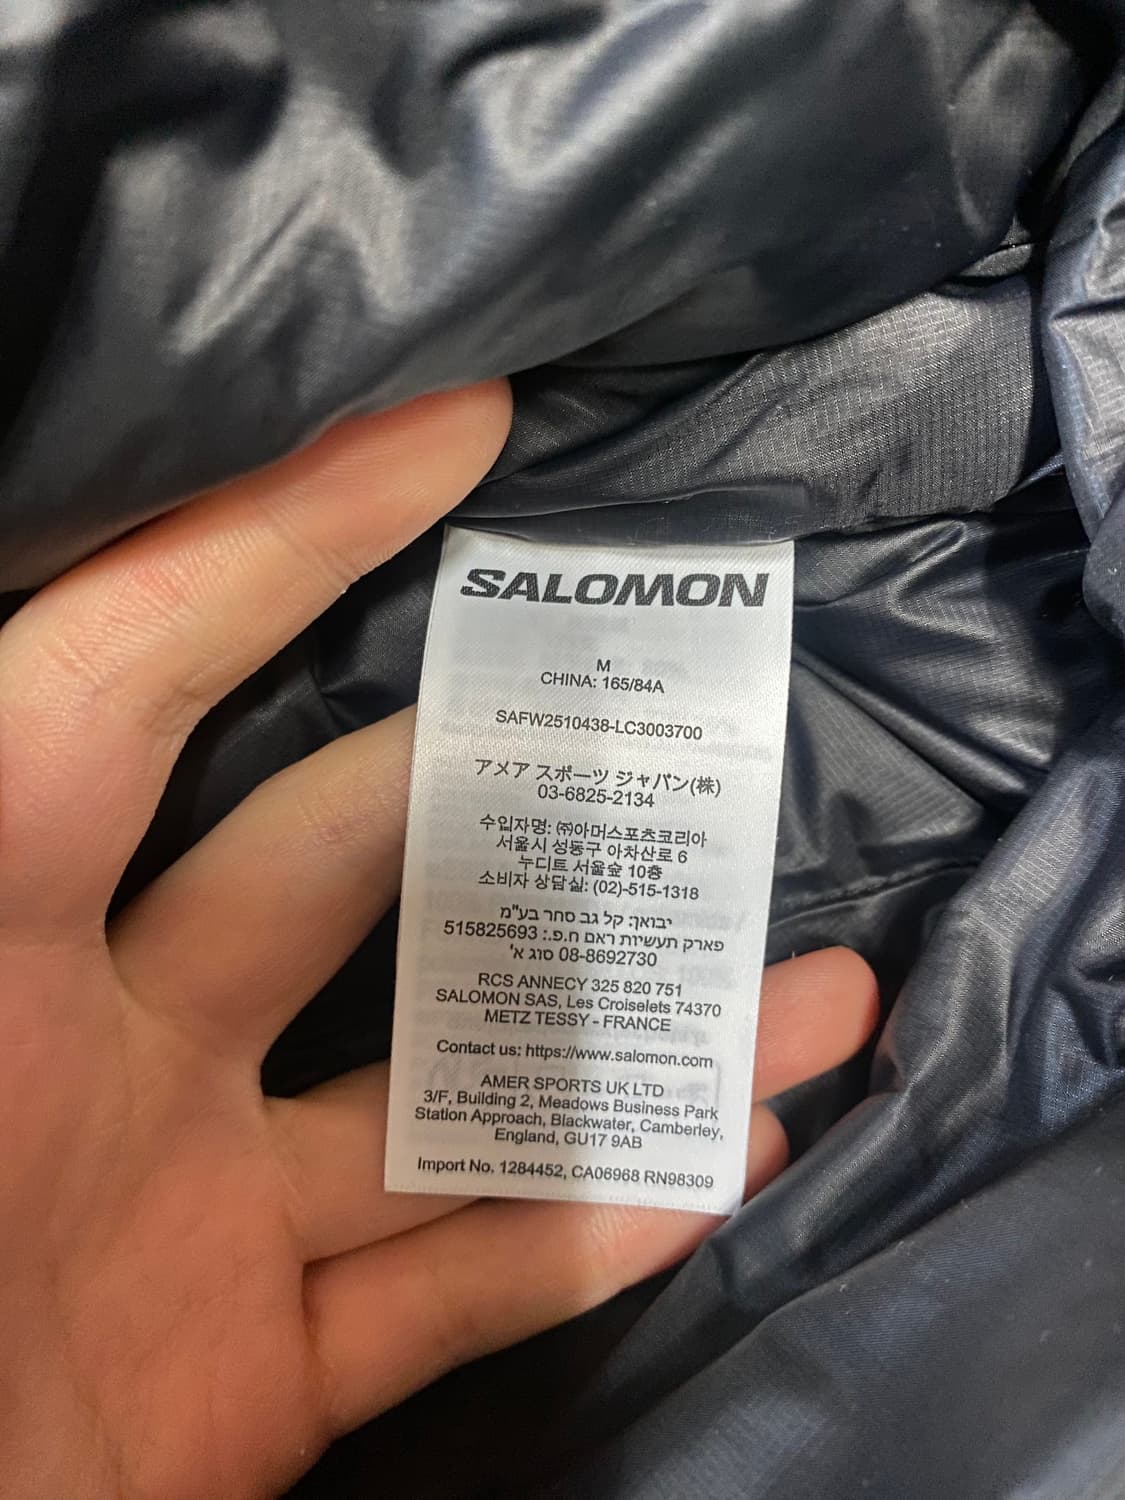 SALOMON
M
CHINA: 165/84A
SAFW2510438-LC3003700
アメア スポーツ ジャパン(株)
03-6825-2134
수입자명: ㈜아머스포츠코리아
서울시 성동구 아차산로 6
누디트 서울숲 10층
소비자 상담실: (02)-515-1318
יבואן: קל גב סחר בע"מ
פארק תעשיות ראם ח.פ.: 515825693
08-8692730 סוג א'
RCS ANNECY 325 820 751
SALOMON SAS, Les Croiselets 74370
METZ TESSY - FRANCE
Contact us: https://www.salomon.com
AMER SPORTS UK LTD
3/F, Building 2, Meadows Business Park
Station Approach, Blackwater, Camberley,
England, GU17 9AB
Import No. 1284452, CA06968 RN98309